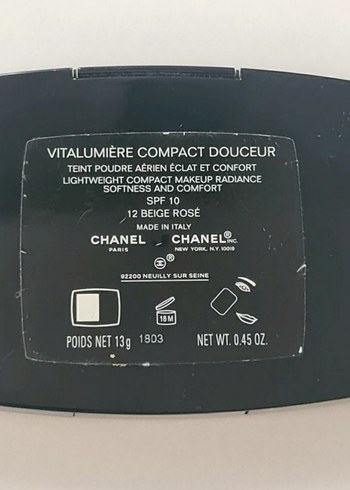 VITALUMIÈRE COMPACT DOUCEUR
TEINT POUDRE AÉRIEN ÉCLAT ET CONFORT
LIGHTWEIGHT COMPACT MAKEUP RADIANCE
SOFTNESS AND COMFORT
SPF 10
12 BEIGE ROSÉ
MADE IN ITALY
CHANEL CHANEL® INC.
PARIS NEW YORK, N.Y. 10019
®
92200 NEUILLY SUR SEINE
18M
POIDS NET 13g 1803 NET WT. 0.45 OZ.